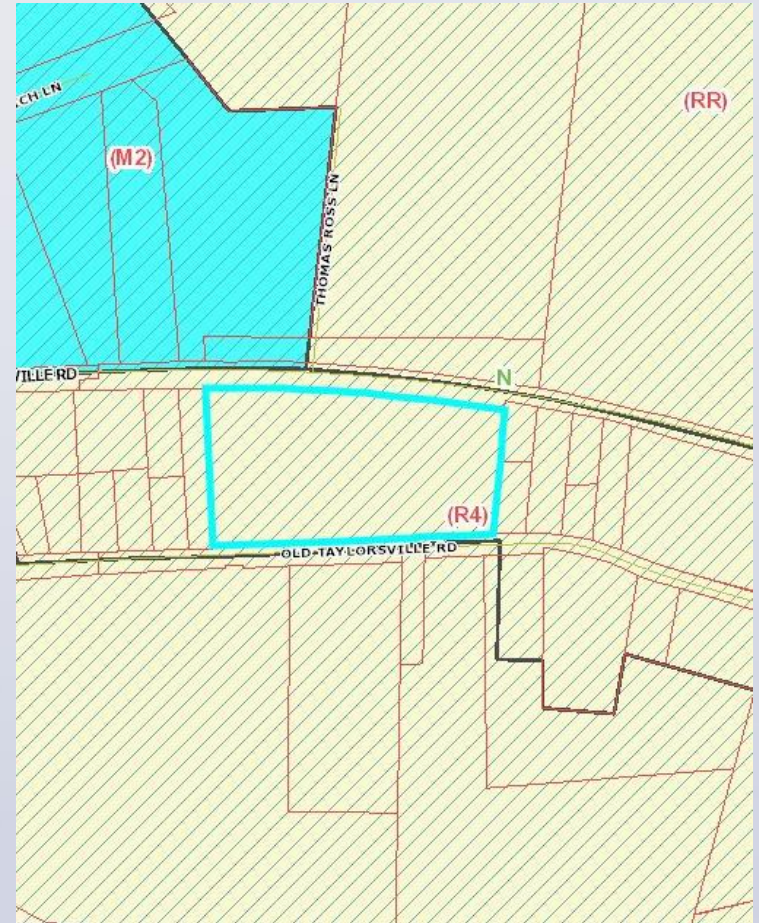 CH LN
(RR)
(M2)
THOMAS ROSS LN
VILLE RD
N
(R4)
OLD TAYLORSVILLE RD